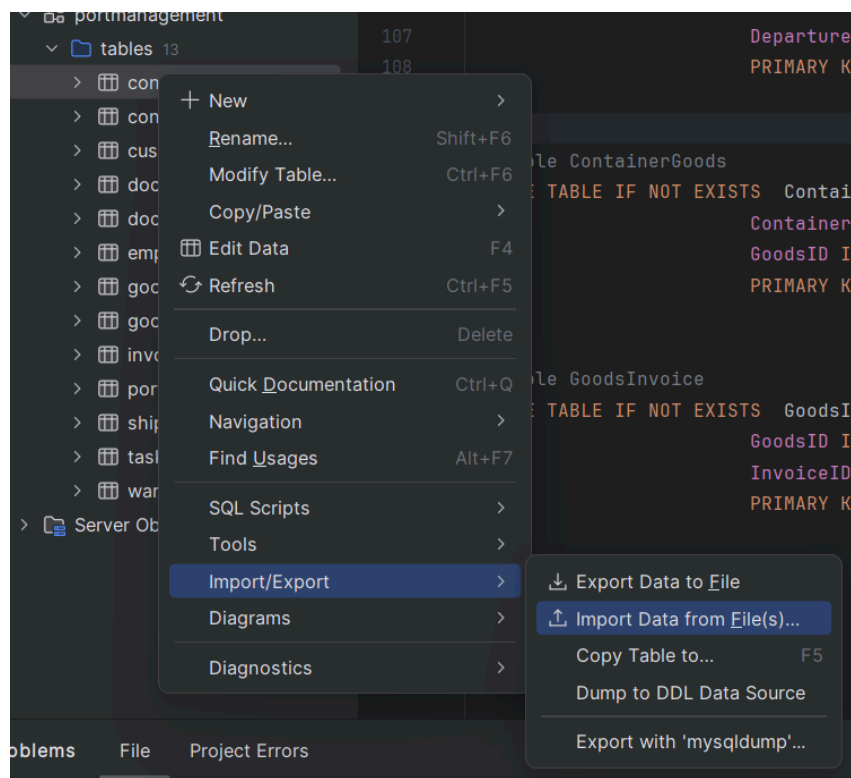 portmanagement
tables 13
New
Rename... Shift+F6
Modify Table... Ctrl+F6
Copy/Paste
Edit Data F4
Refresh Ctrl+F5
Drop... Delete
Quick Documentation Ctrl+Q
Navigation
Find Usages Alt+F7
SQL Scripts
Tools
Import/Export
Diagrams
Diagnostics
Export Data to File
Import Data from File(s)...
Copy Table to... F5
Dump to DDL Data Source
Export with 'mysqldump'...
con
con
cus
doc
doc
emp
goo
goo
invo
por
ship
task
war
Server Ob
107 Departure
108 PRIMARY K
le ContainerGoods
TABLE IF NOT EXISTS Contai
Container
GoodsID I
PRIMARY K
le GoodsInvoice
TABLE IF NOT EXISTS GoodsI
GoodsID I
InvoiceID
PRIMARY K
oblems File Project Errors